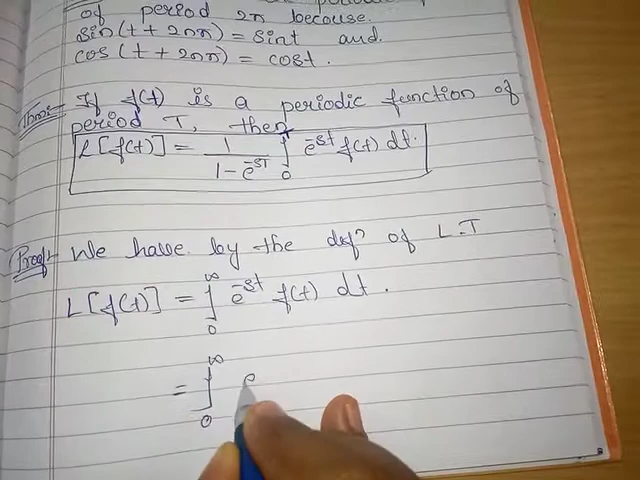 of period 2π because.
sin(t + 2nπ) = sint and
cos(t + 2nπ) = cost.
Thm:- If f(t) is a periodic function of
period T, then
L[f(t)] = 1/(1 - e^-sT) ∫_0^T e^-st f(t) dt.
Proof:- We have by the def^n of L.T
L[f(t)] = ∫_0^∞ e^-st f(t) dt.
= ∫_0^∞ e